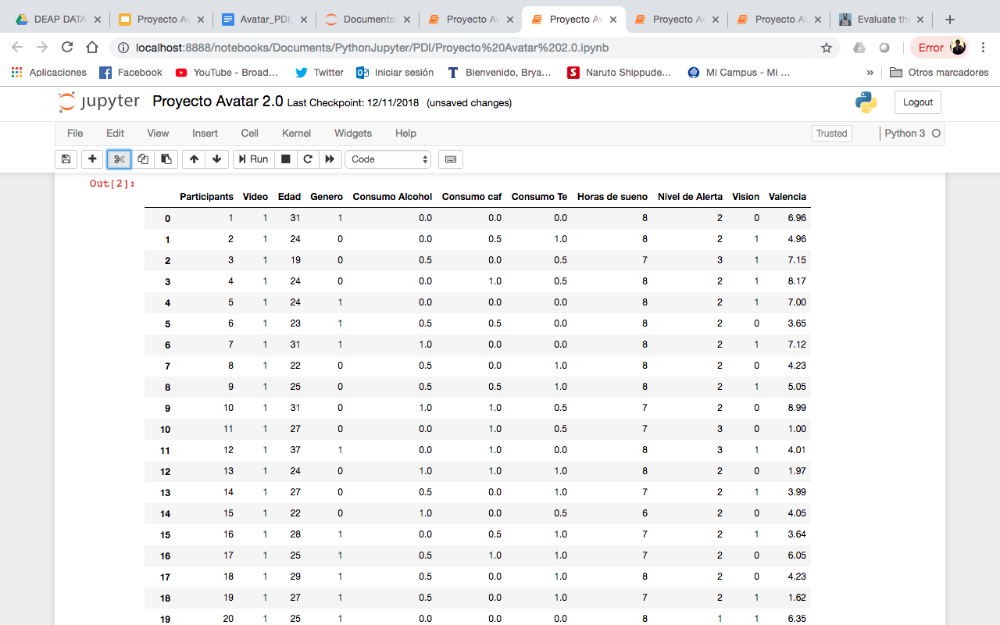 DEAP DATA Proyecto Av Avatar_PDI_ Documents/ Proyecto Av Proyecto Av Proyecto Av Proyecto Av Evaluate the
localhost:8888/notebooks/Documents/PythonJupyter/PDI/Proyecto%20Avatar%202.0.ipynb Error
Aplicaciones Facebook YouTube - Broad... Twitter Iniciar sesión Bienvenido, Brya... Naruto Shippude... Mi Campus - Mi ... » Otros marcadores
jupyter Proyecto Avatar 2.0 Last Checkpoint: 12/11/2018 (unsaved changes) Logout
File Edit View Insert Cell Kernel Widgets Help Trusted Python 3
Run Code
Out[2]:
Participants Video Edad Genero Consumo Alcohol Consumo caf Consumo Te Horas de sueno Nivel de Alerta Vision Valencia
0 1 1 31 1 0.0 0.0 0.0 8 2 0 6.96
1 2 1 24 0 0.0 0.5 1.0 8 2 1 4.96
2 3 1 19 0 0.5 0.0 0.5 7 3 1 7.15
3 4 1 24 0 0.0 1.0 0.5 8 2 1 8.17
4 5 1 24 1 0.0 0.0 0.0 8 2 1 7.00
5 6 1 23 1 0.5 0.5 0.0 8 2 0 3.65
6 7 1 31 1 1.0 0.0 0.0 8 2 1 7.12
7 8 1 22 0 0.5 0.0 1.0 8 2 0 4.23
8 9 1 25 0 0.5 0.5 1.0 8 2 1 5.05
9 10 1 31 0 1.0 1.0 0.5 7 2 0 8.99
10 11 1 27 0 0.0 1.0 0.5 7 3 0 1.00
11 12 1 37 1 0.0 1.0 0.0 8 3 1 4.01
12 13 1 24 0 1.0 1.0 1.0 8 2 0 1.97
13 14 1 27 0 0.5 0.0 1.0 7 2 1 3.99
14 15 1 22 0 1.0 0.0 0.5 6 2 0 4.05
15 16 1 28 1 0.0 0.5 1.0 7 2 1 3.64
16 17 1 25 1 0.5 1.0 1.0 7 2 0 6.05
17 18 1 29 1 0.5 0.0 1.0 8 2 0 4.23
18 19 1 27 1 0.5 0.0 1.0 7 2 1 1.62
19 20 1 25 1 0.0 0.0 0.0 8 1 1 6.35